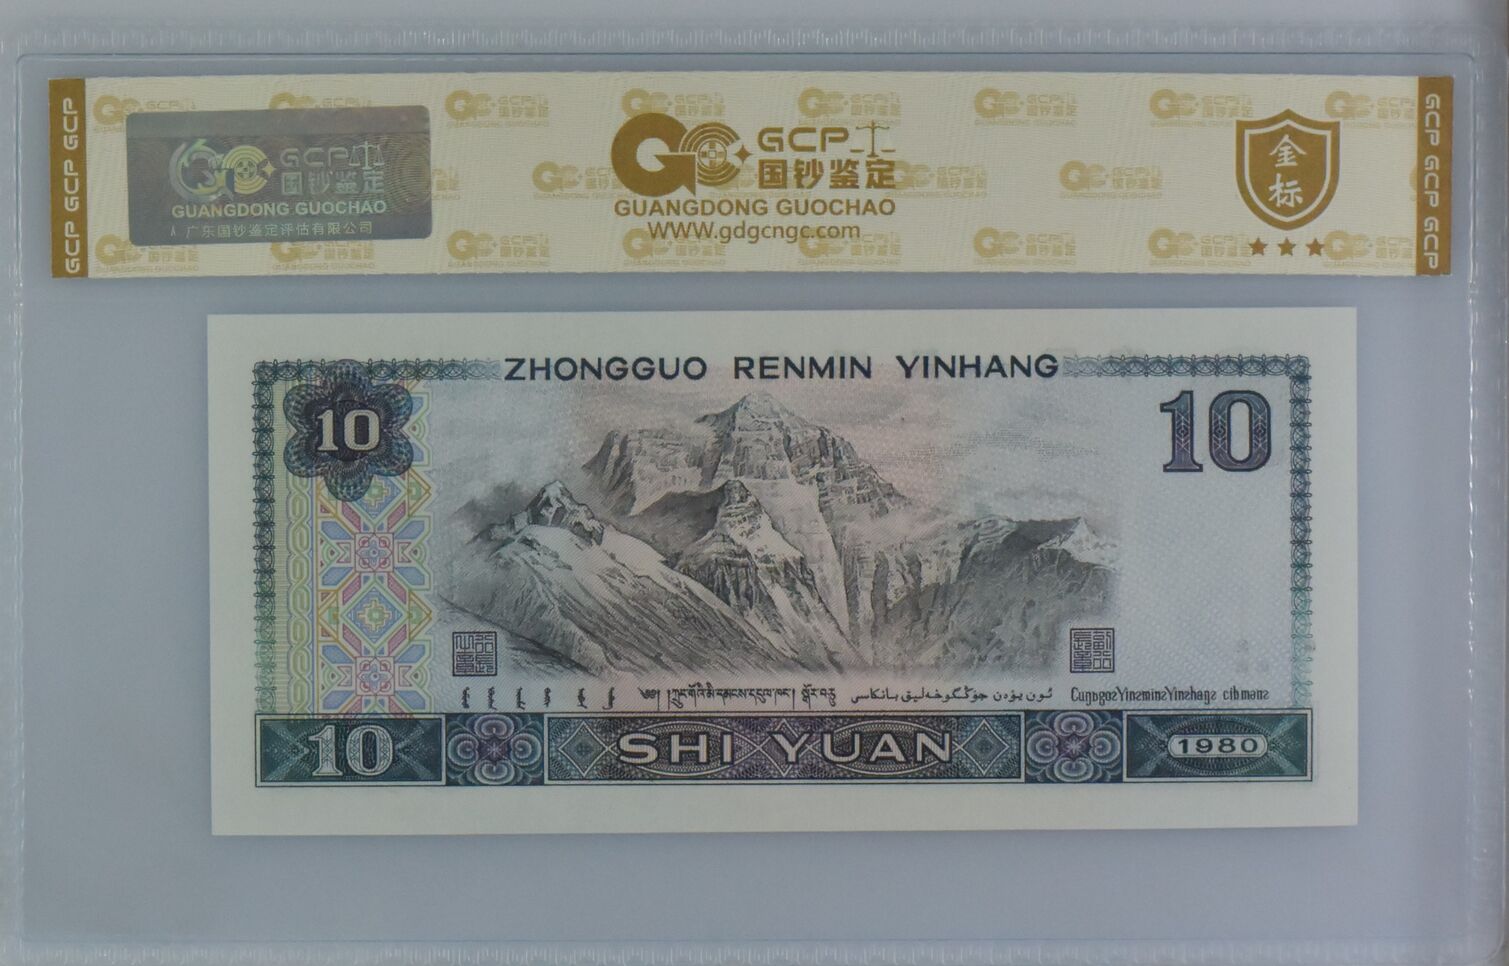 GCP GCP GCP
GCP
国钞鉴定
GUANGDONG GUOCHAO
广东国钞鉴定评估有限公司
GCP
国钞鉴定
GUANGDONG GUOCHAO
WWW.gdgcngc.com
金标
GCP GCP GCP
ZHONGGUO RENMIN YINHANG
10
10
10
SHI YUAN
1980